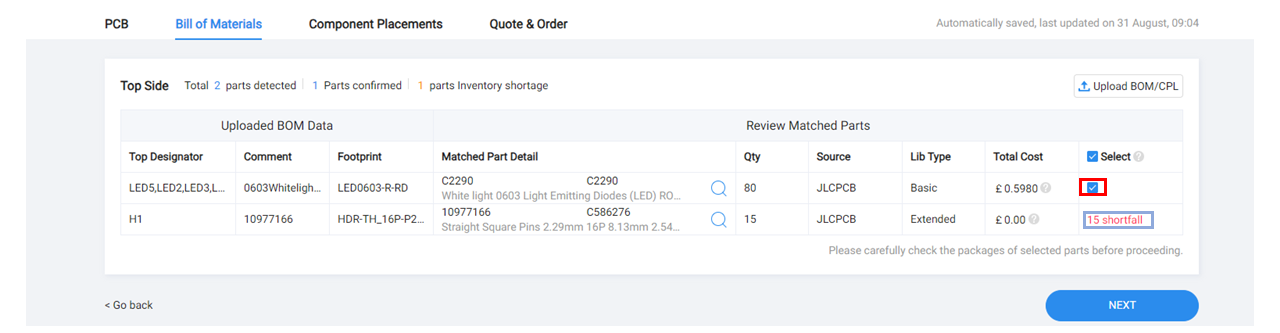 PCB Bill of Materials Component Placements Quote & Order Automatically saved, last updated on 31 August, 09:04
Top Side Total 2 parts detected 1 Parts confirmed 1 parts Inventory shortage Upload BOM/CPL
Uploaded BOM Data Review Matched Parts
Top Designator Comment Footprint Matched Part Detail Qty Source Lib Type Total Cost Select
LED5,LED2,LED3,L... 0603Whiteligh... LED0603-R-RD C2290 C2290 80 JLCPCB Basic £ 0.5980
White light 0603 Light Emitting Diodes (LED) RO...
H1 10977166 HDR-TH_16P-P2... 10977166 C586276 15 JLCPCB Extended £ 0.00 15 shortfall
Straight Square Pins 2.29mm 16P 8.13mm 2.54...
Please carefully check the packages of selected parts before proceeding.
< Go back NEXT